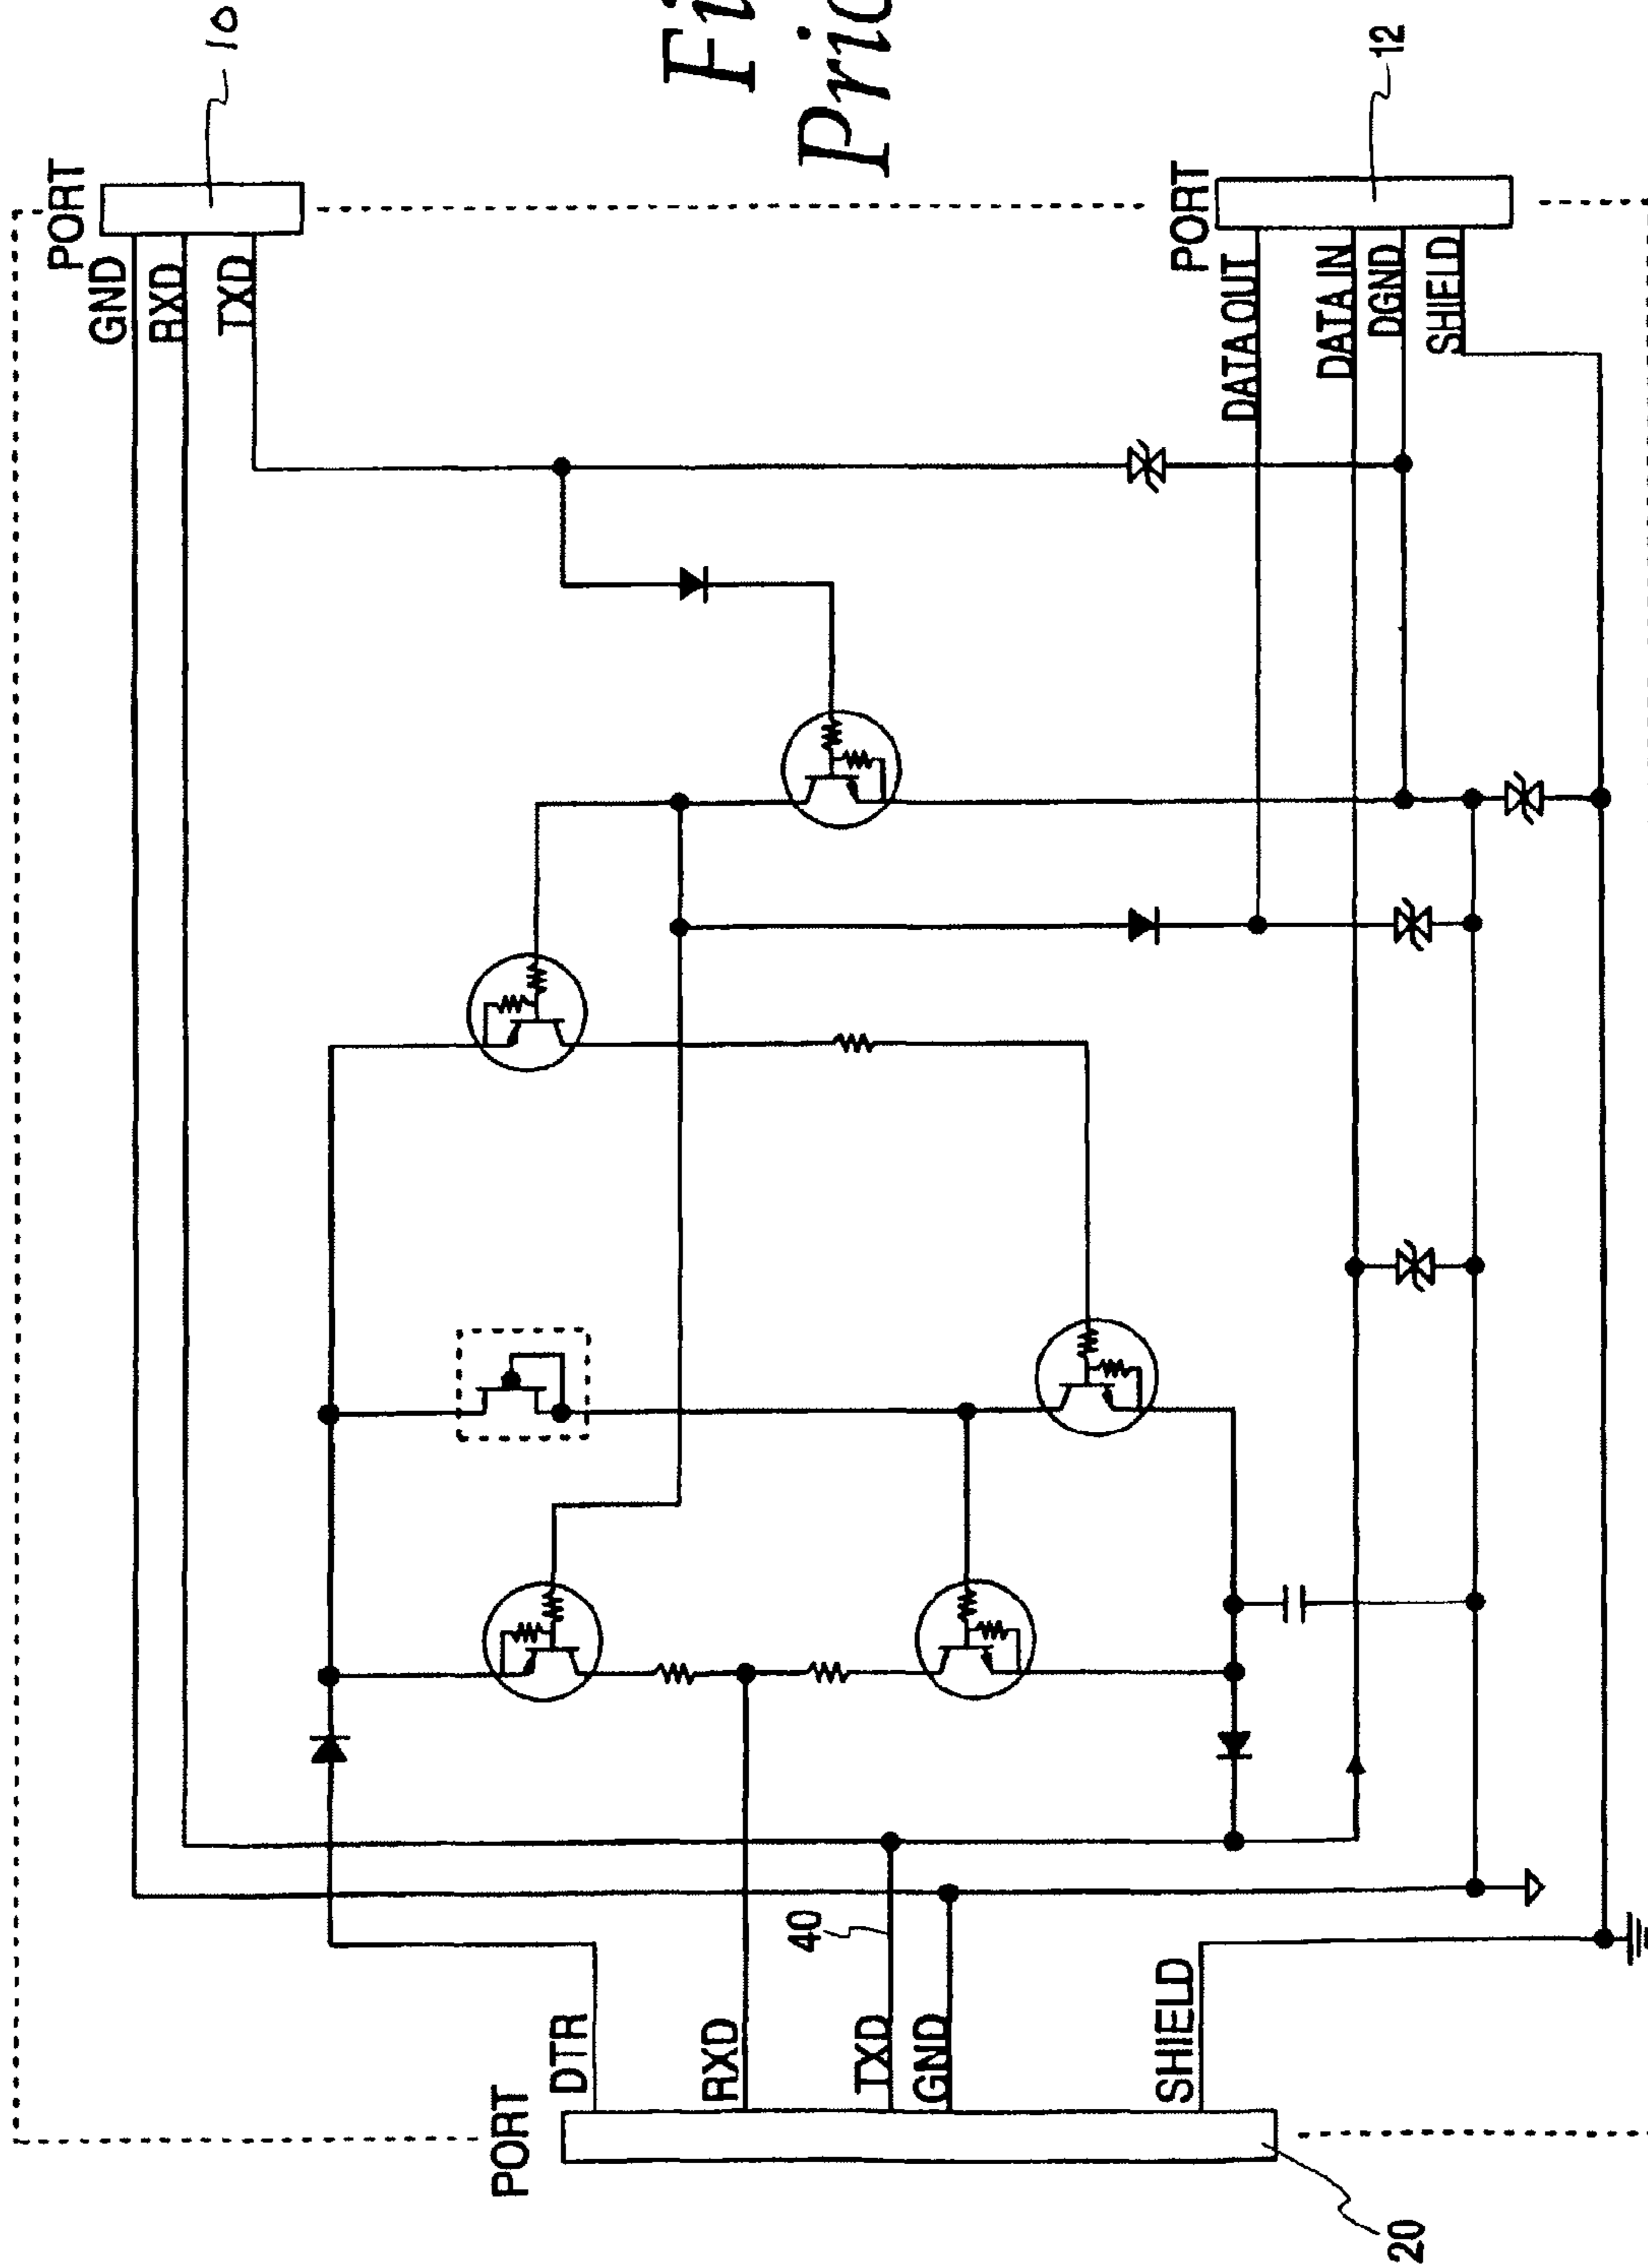 PORT
10
GND
RXD
TXD
PORT
12
DATA OUT
DATA IN
DGND
SHIELD
PORT
DTR
RXD
TXD
40
GND
SHIELD
20